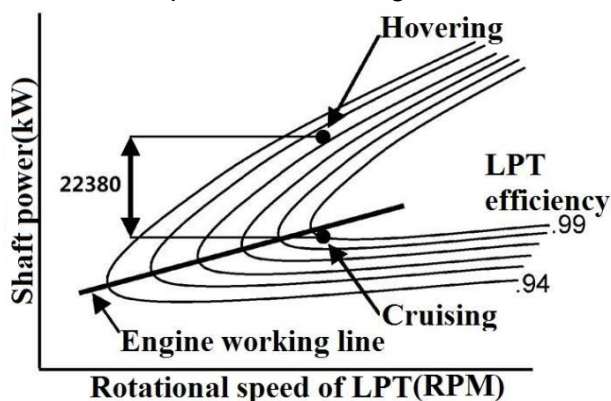 Hovering
Shaft power(kW)
22380
LPT
efficiency
.99
.94
Cruising
Engine working line
Rotational speed of LPT(RPM)